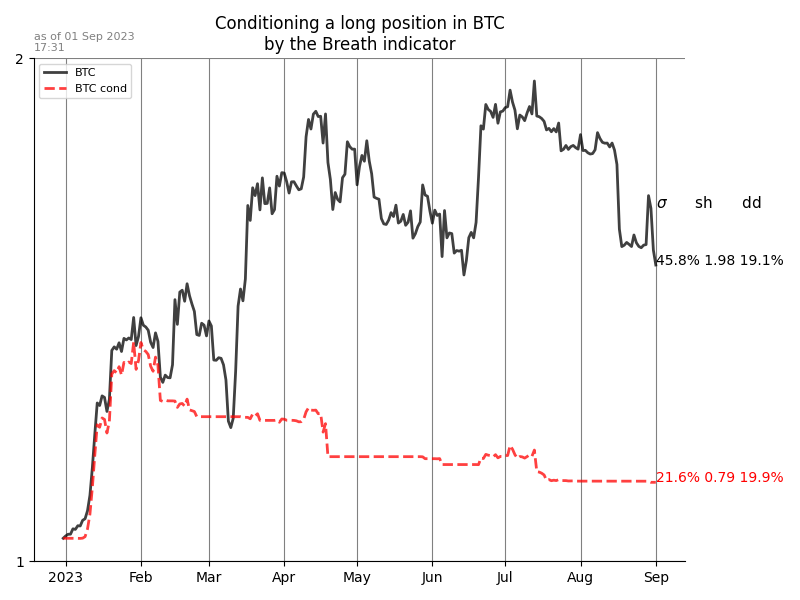 Conditioning a long position in BTC
by the Breath indicator
as of 01 Sep 2023
17:31
2
BTC
BTC cond
σ sh dd
45.8% 1.98 19.1%
21.6% 0.79 19.9%
1
2023 Feb Mar Apr May Jun Jul Aug Sep